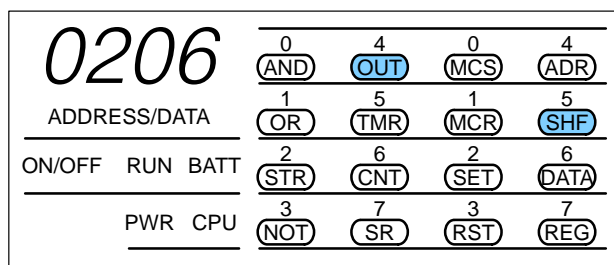 0206
ADDRESS/DATA
ON/OFF RUN BATT
PWR CPU
0 4 0 4
AND OUT MCS ADR
1 5 1 5
OR TMR MCR SHF
2 6 2 6
STR CNT SET DATA
3 7 3 7
NOT SR RST REG